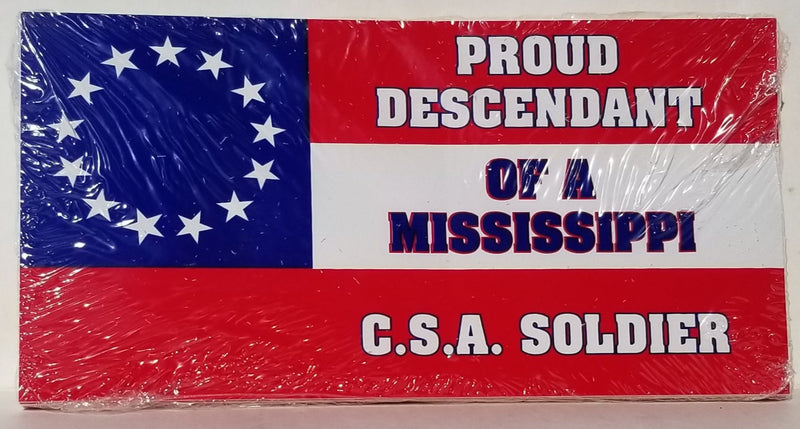 PROUD
DESCENDANT
OF A
MISSISSIPPI
C.S.A. SOLDIER